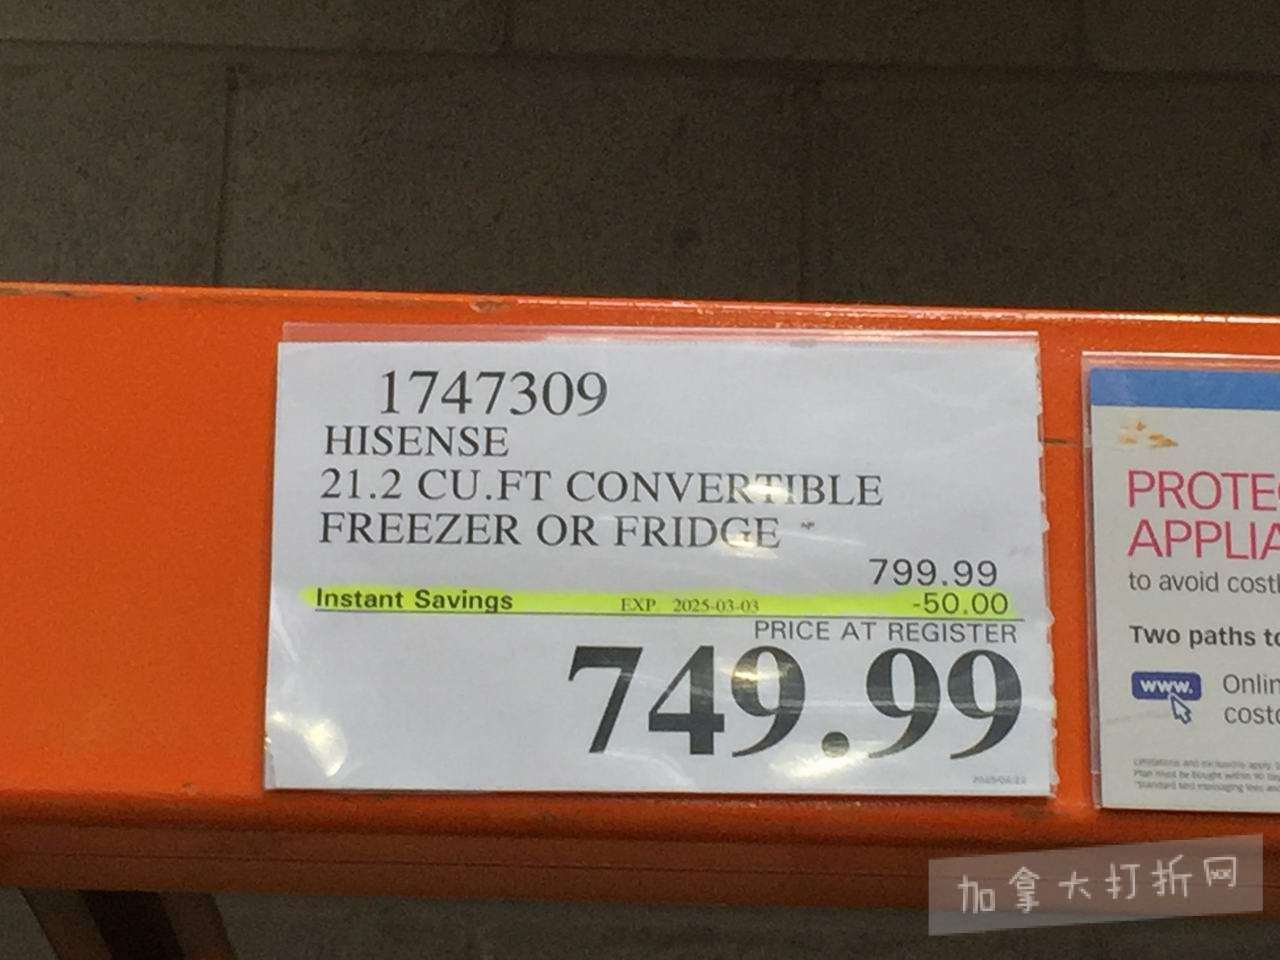 1747309
HISENSE
21.2 CU.FT CONVERTIBLE
FREEZER OR FRIDGE
799.99
Instant Savings EXP. 2025-03-03 -50.00
PRICE AT REGISTER
749.99
PROTEC
APPLIA
to avoid costl
Two paths to
www. Onlin
costc
加拿大打折网